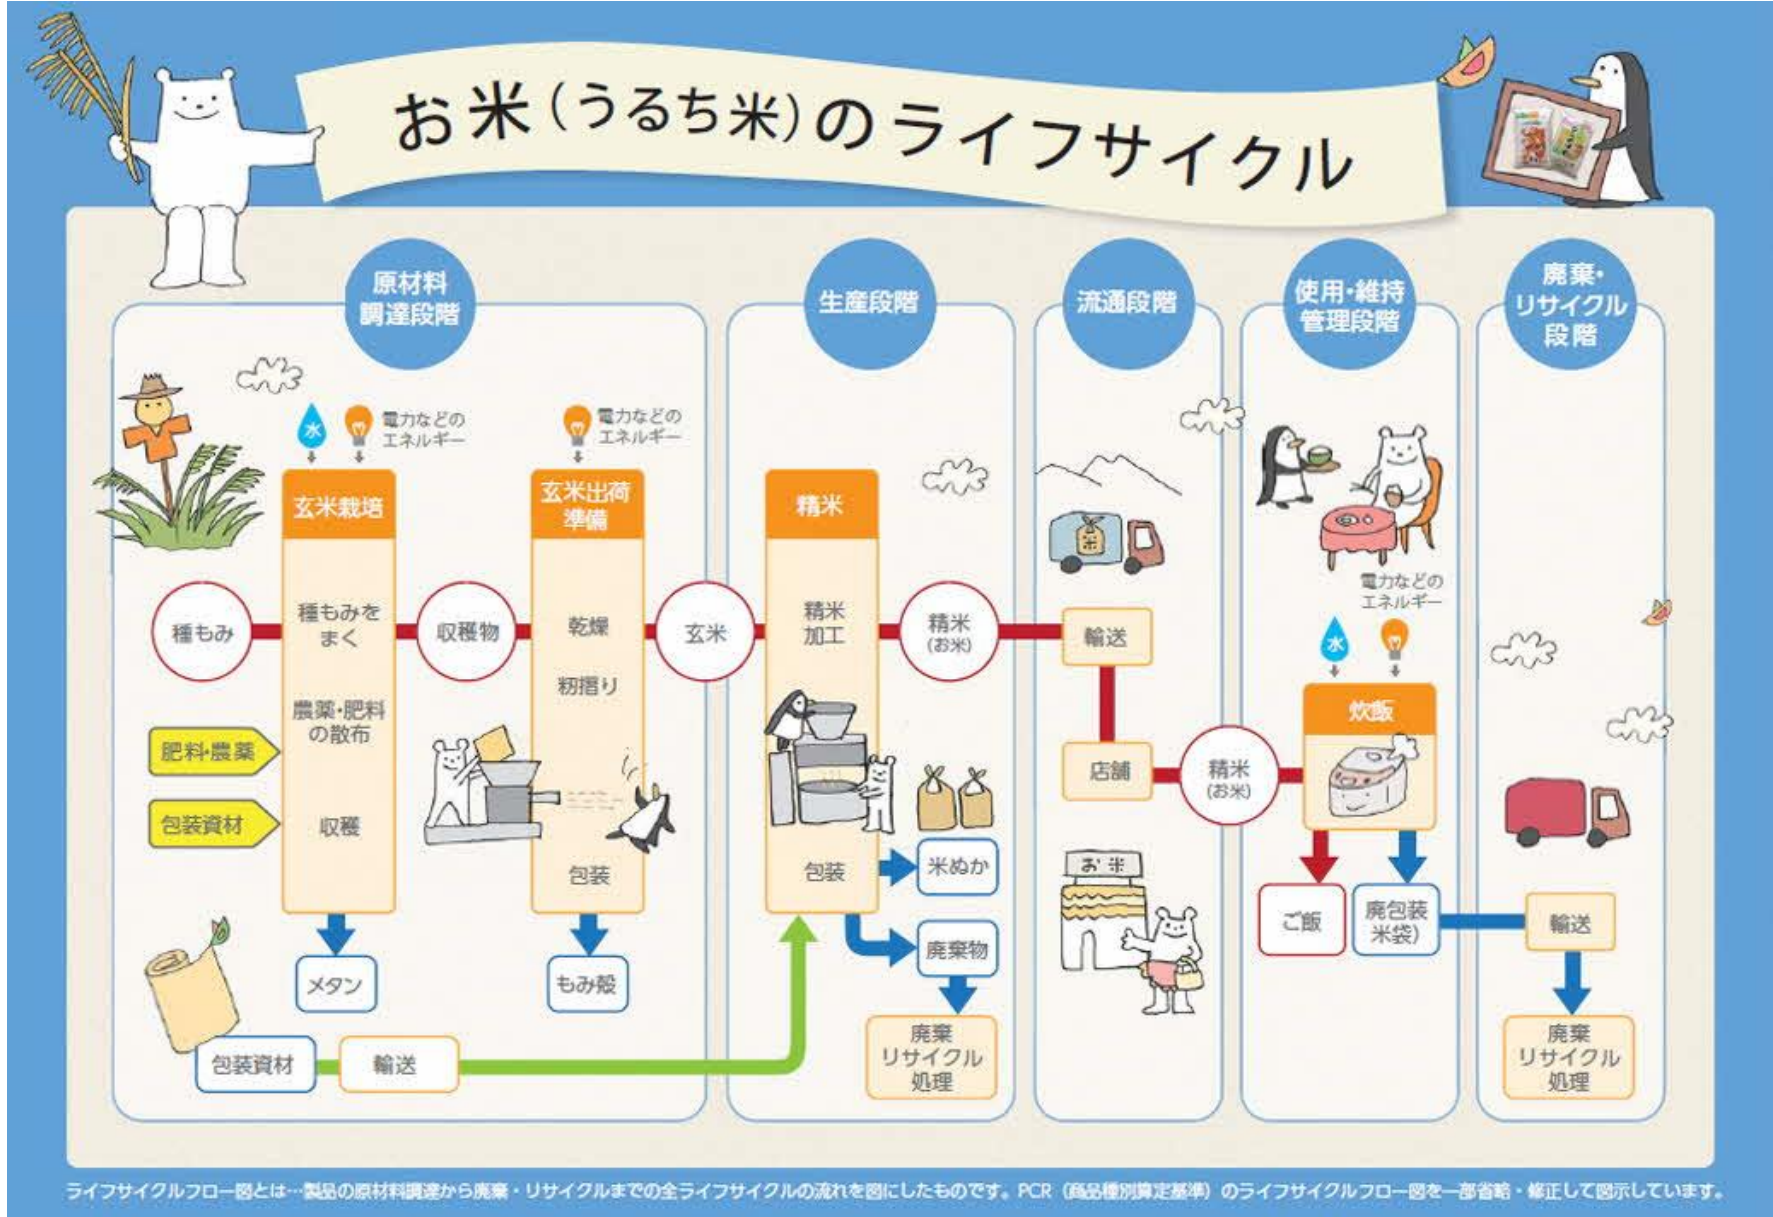 お米(うるち米)のライフサイクル
原材料
調達段階
水
電力などの
エネルギー
玄米栽培
種もみ
種もみを
まく
農薬・肥料
の散布
収穫
肥料・農薬
包装資材
メタン
収穫物
電力などの
エネルギー
玄米出荷
準備
乾燥
籾摺り
包装
もみ殻
包装資材
輸送
玄米
生産段階
精米
精米
加工
包装
精米
(お米)
米ぬか
廃棄物
廃棄
リサイクル
処理
流通段階
米
輸送
店舗
お米
精米
(お米)
使用・維持
管理段階
電力などの
エネルギー
水
炊飯
ご飯
廃包装
米袋)
廃棄・
リサイクル
段階
輸送
廃棄
リサイクル
処理
ライフサイクルフロー図とは…製品の原材料調達から廃棄・リサイクルまでの全ライフサイクルの流れを図にしたものです。PCR(商品種別算定基準)のライフサイクルフロー図を一部省略・修正して図示しています。